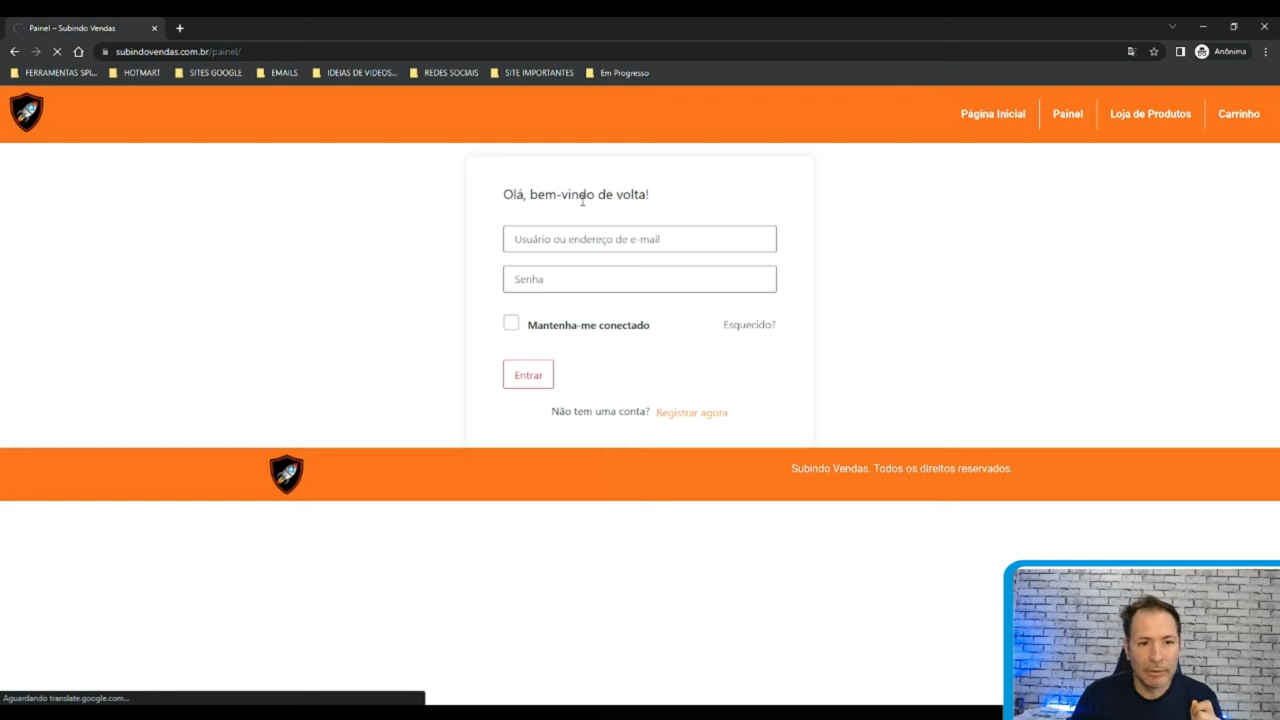 Painel – Subindo Vendas
subindovendas.com.br/painel/
Anônima
FERRAMENTAS SPI...
HOTMART
SITES GOOGLE
EMAILS
IDEIAS DE VIDEOS...
REDES SOCIAIS
SITE IMPORTANTES
Em Progresso
Página Inicial
Painel
Loja de Produtos
Carrinho
Olá, bem-vindo de volta!
Usuário ou endereço de e-mail
Senha
Mantenha-me conectado
Esquecido?
Entrar
Não tem uma conta? Registrar agora
Subindo Vendas. Todos os direitos reservados.
Aguardando translate.google.com...